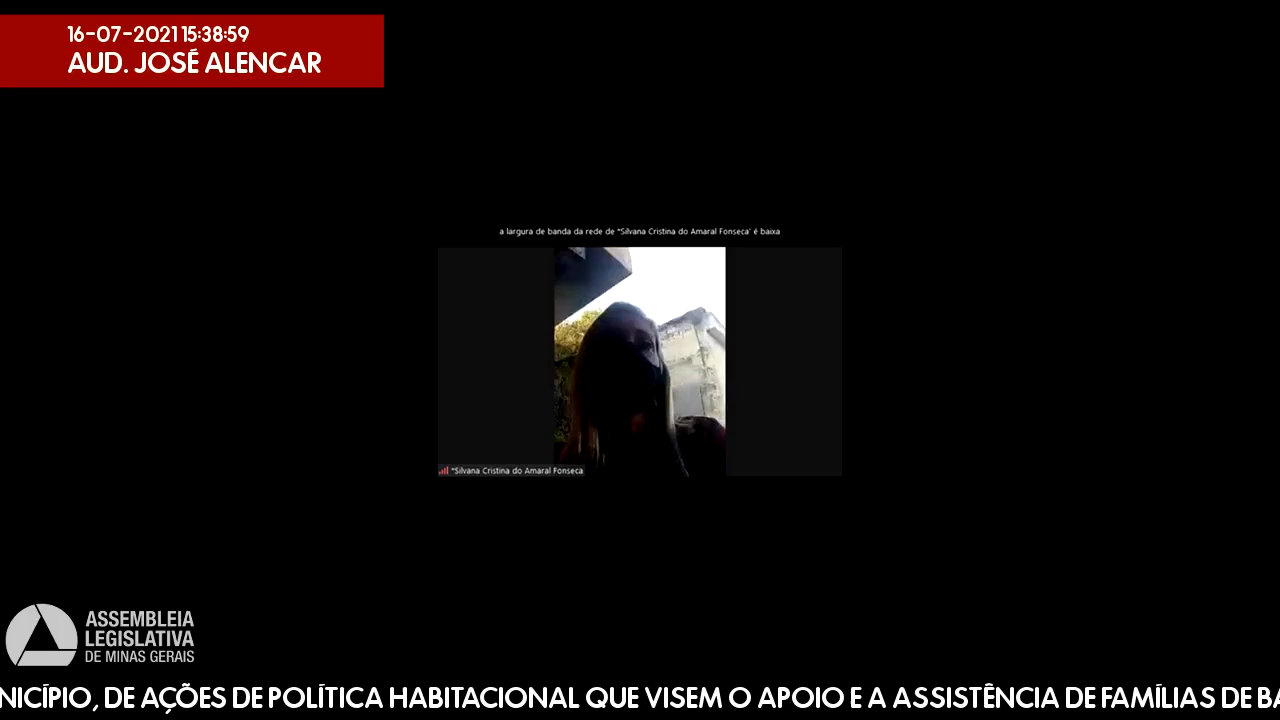 16-07-2021 15:38:59
AUD. JOSÉ ALENCAR
a largura de banda da rede de "Silvana Cristina do Amaral Fonseca' é baixa
"Silvana Cristina do Amaral Fonseca
ASSEMBLEIA
LEGISLATIVA
DE MINAS GERAIS
NICÍPIO, DE AÇÕES DE POLÍTICA HABITACIONAL QUE VISEM O APOIO E A ASSISTÊNCIA DE FAMÍLIAS DE BA